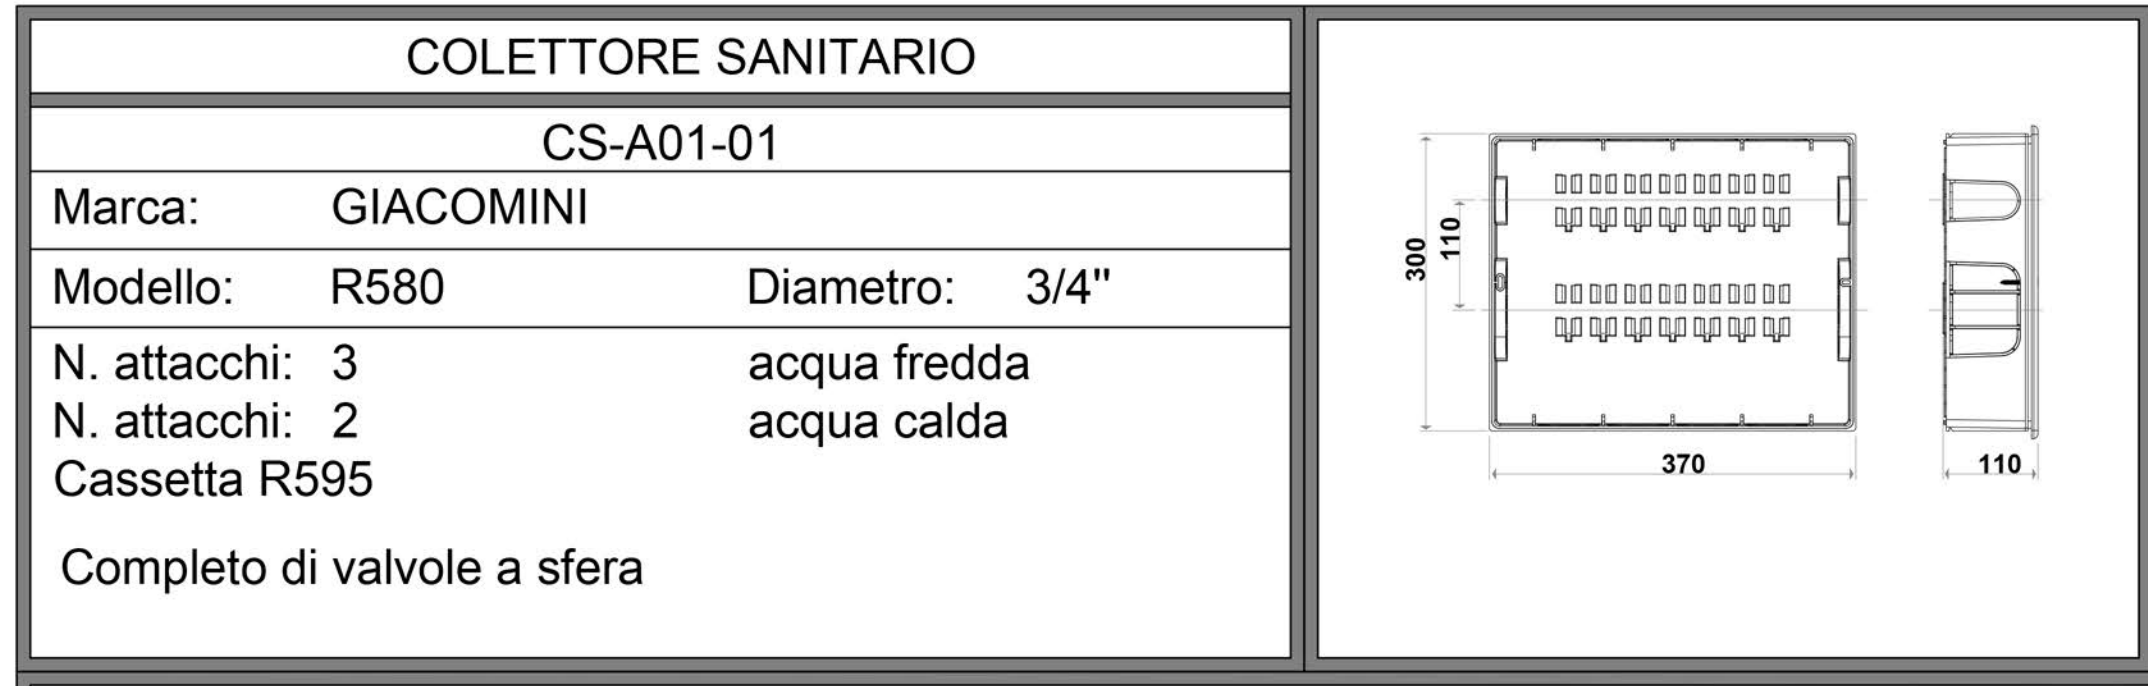 COLETTORE SANITARIO
CS-A01-01
Marca: GIACOMINI
Modello: R580 Diametro: 3/4"
N. attacchi: 3 acqua fredda
N. attacchi: 2 acqua calda
Cassetta R595
Completo di valvole a sfera
300
110
370
110